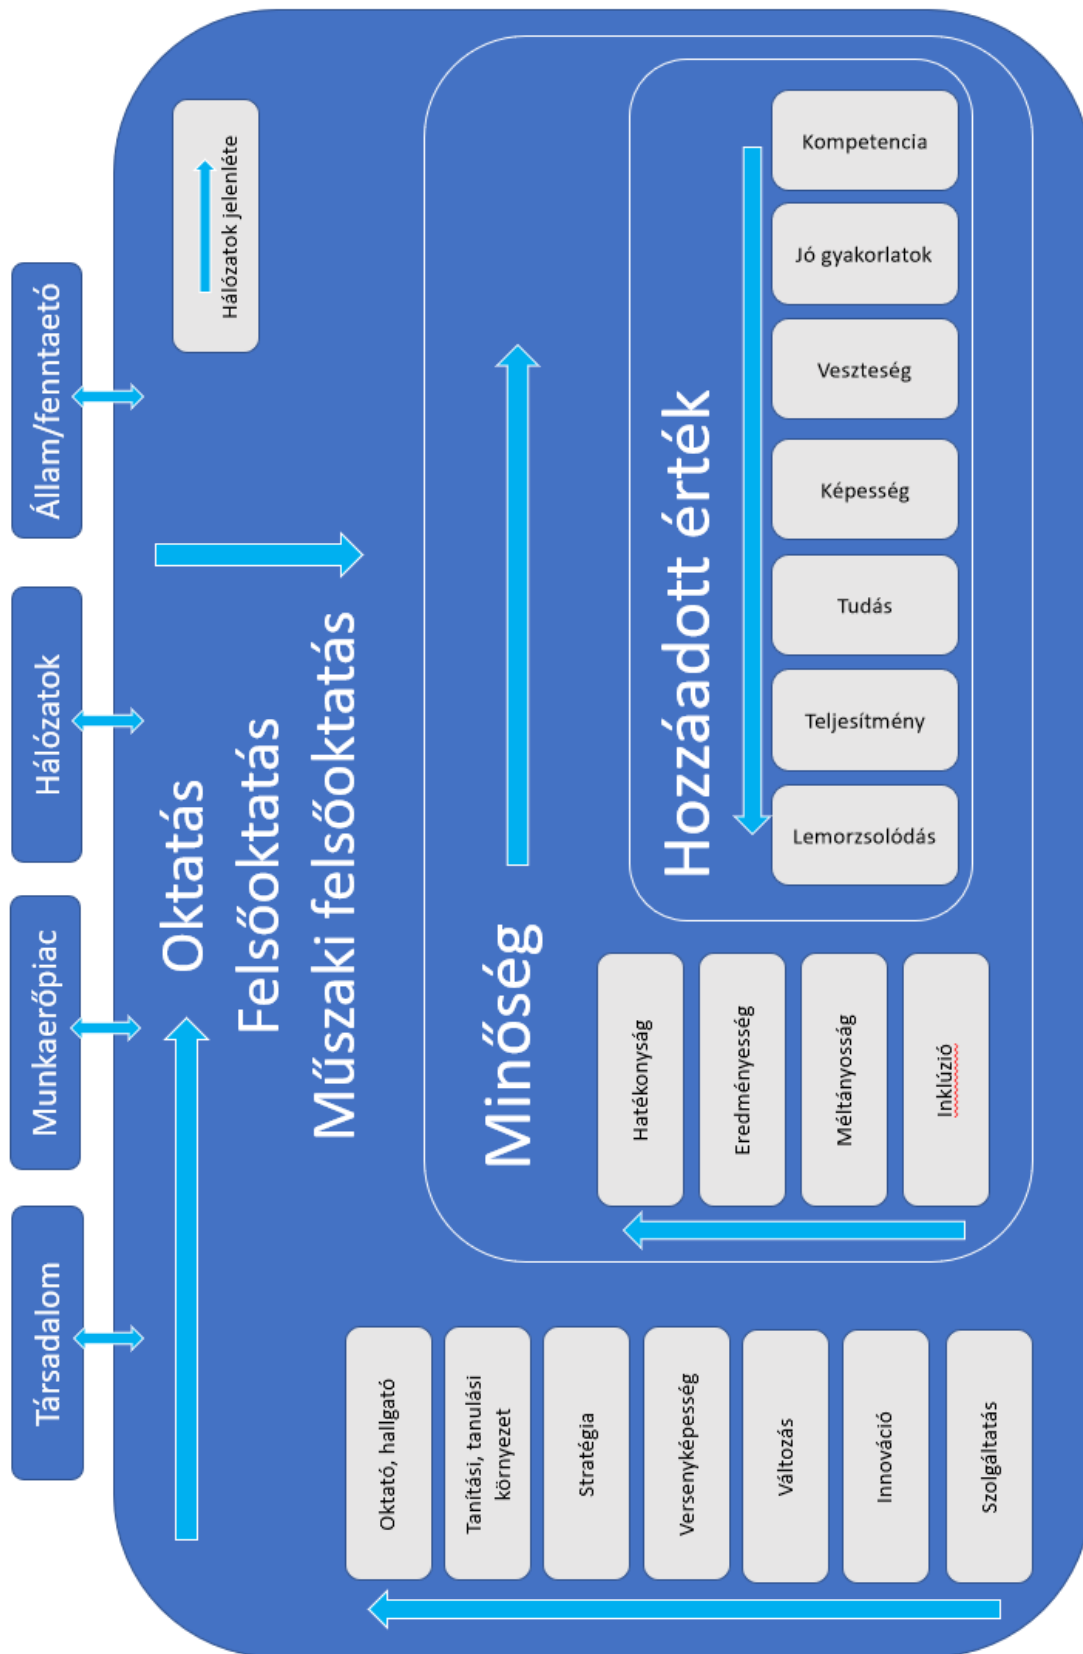 Társadalom
Munkaerőpiac
Hálózatok
Állam/fenntaető
Oktatás
Felsőoktatás
Műszaki felsőoktatás
Hálózatok jelenléte
Oktató, hallgató
Tanítási, tanulási
környezet
Stratégia
Versenyképesség
Változás
Innováció
Szolgáltatás
Minőség
Hatékonyság
Eredményesség
Méltányosság
Inklúzió
Hozzáadott érték
Kompetencia
Jó gyakorlatok
Veszteség
Képesség
Tudás
Teljesítmény
Lemorzsolódás